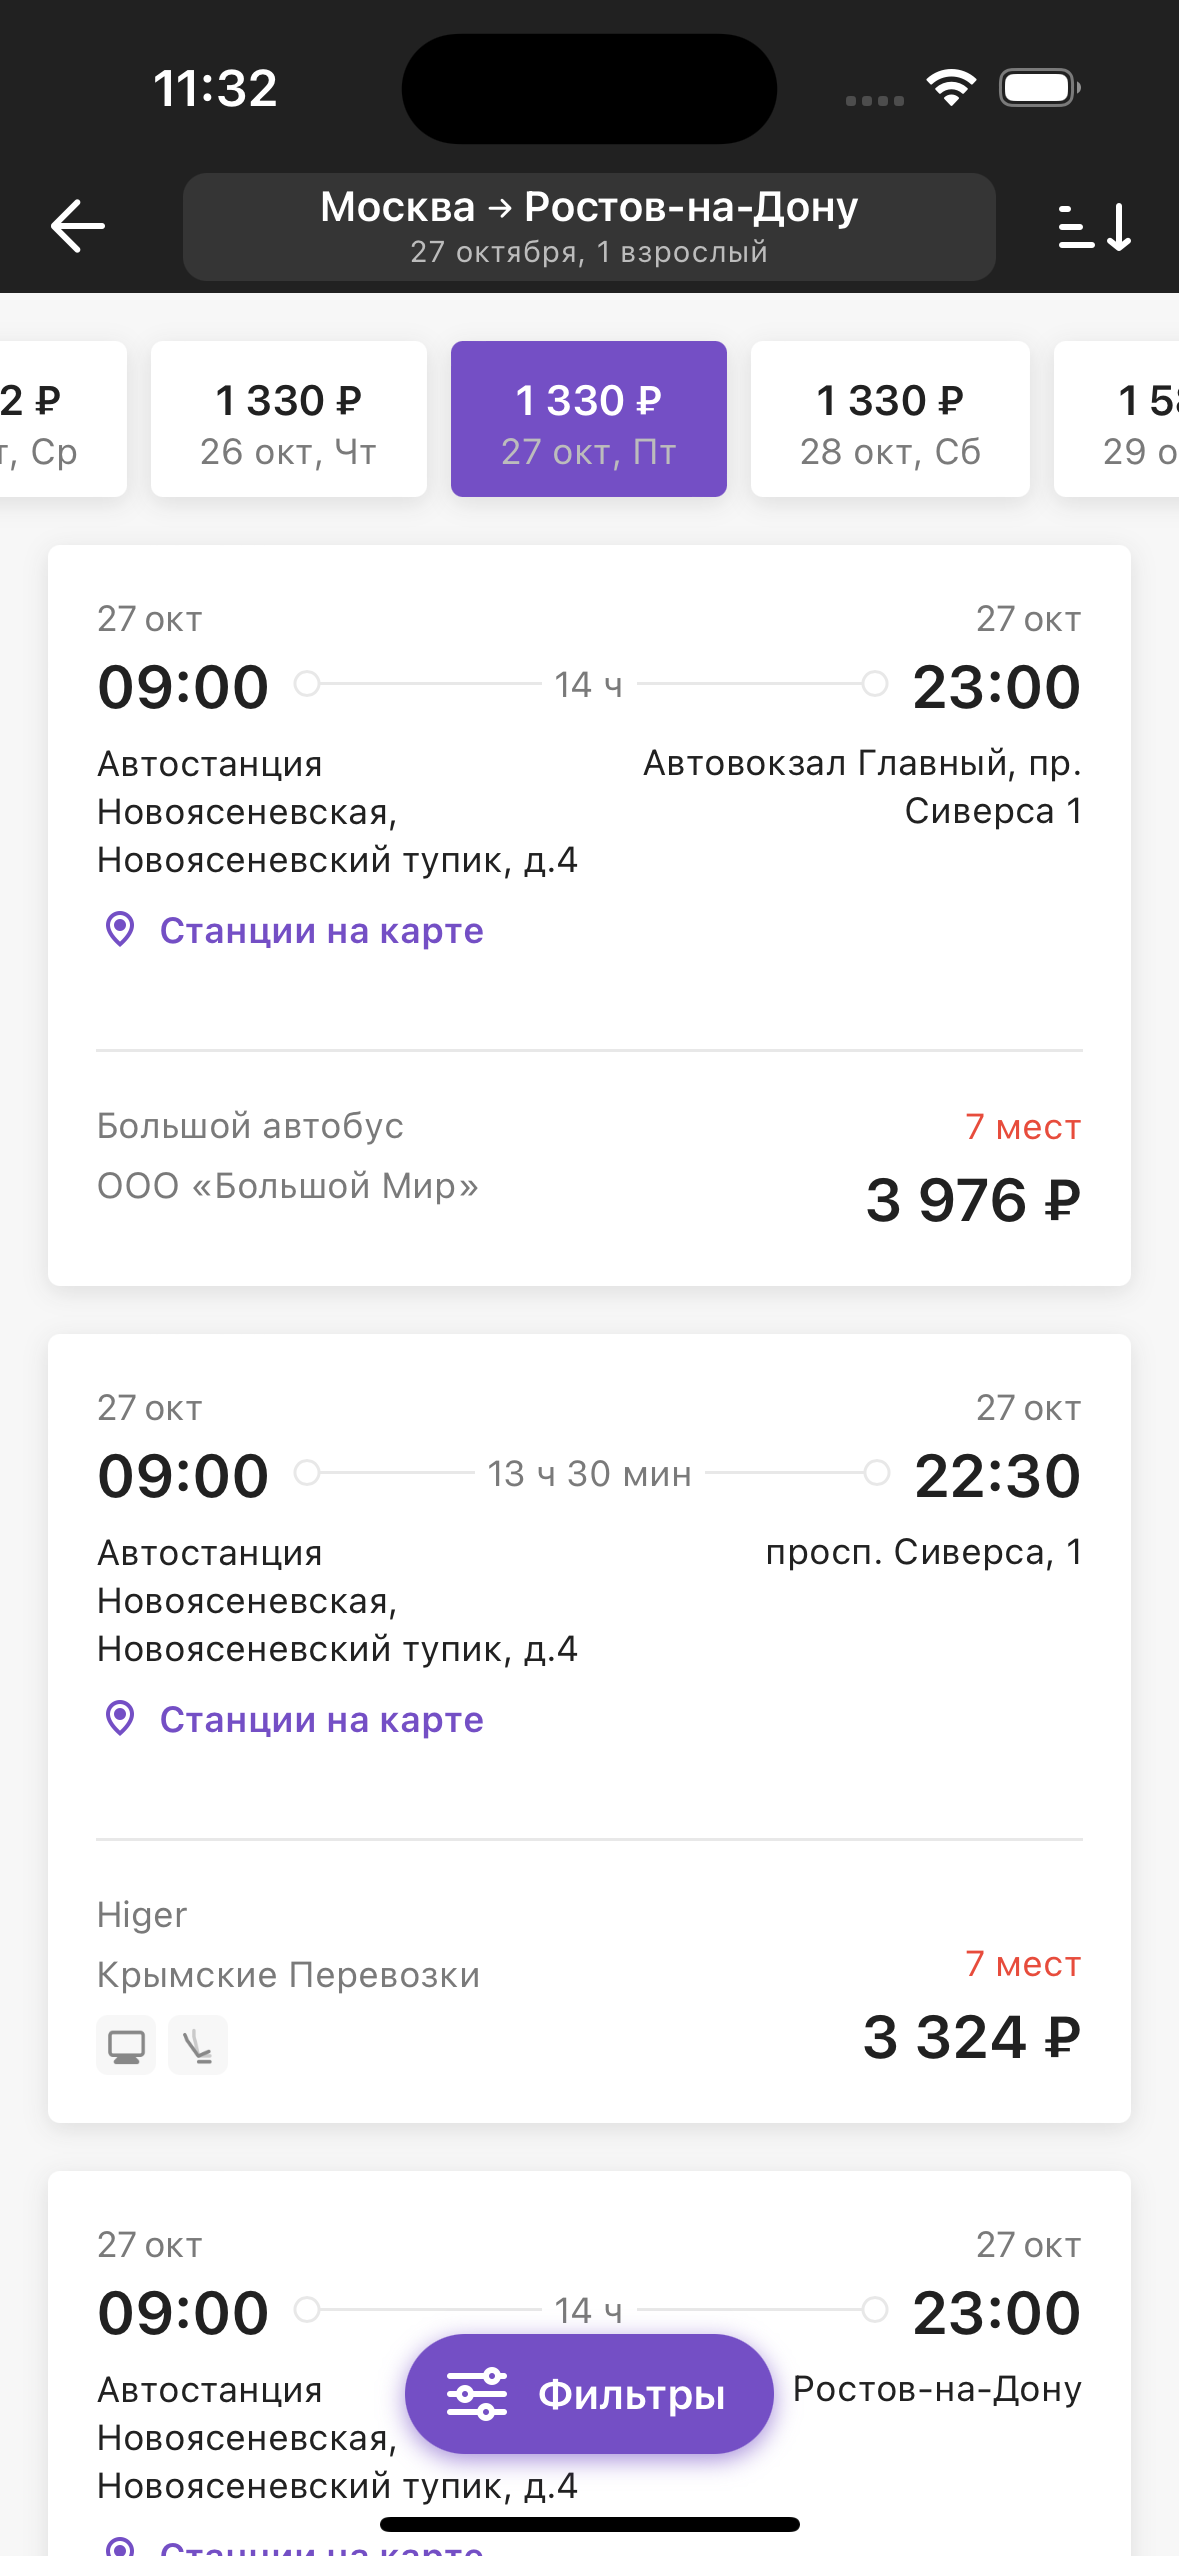 11:32
Москва → Ростов-на-Дону
27 октября, 1 взрослый
2 ₽
1 330 ₽
1 330 ₽
1 330 ₽
1 5
т, Ср
26 окт, Чт
27 окт, Пт
28 окт, Сб
29 о
27 окт
27 окт
09:00
14 ч
23:00
Автостанция
Новоясеневская,
Новоясеневский тупик, д.4
Автовокзал Главный, пр.
Сиверса 1
Станции на карте
Большой автобус
ООО «Большой Мир»
7 мест
3 976 ₽
27 окт
27 окт
09:00
13 ч 30 мин
22:30
Автостанция
Новоясеневская,
Новоясеневский тупик, д.4
просп. Сиверса, 1
Станции на карте
Higer
Крымские Перевозки
7 мест
3 324 ₽
27 окт
27 окт
09:00
14 ч
23:00
Автостанция
Новоясеневская,
Новоясеневский тупик, д.4
Ростов-на-Дону
Фильтры
Станции на карте